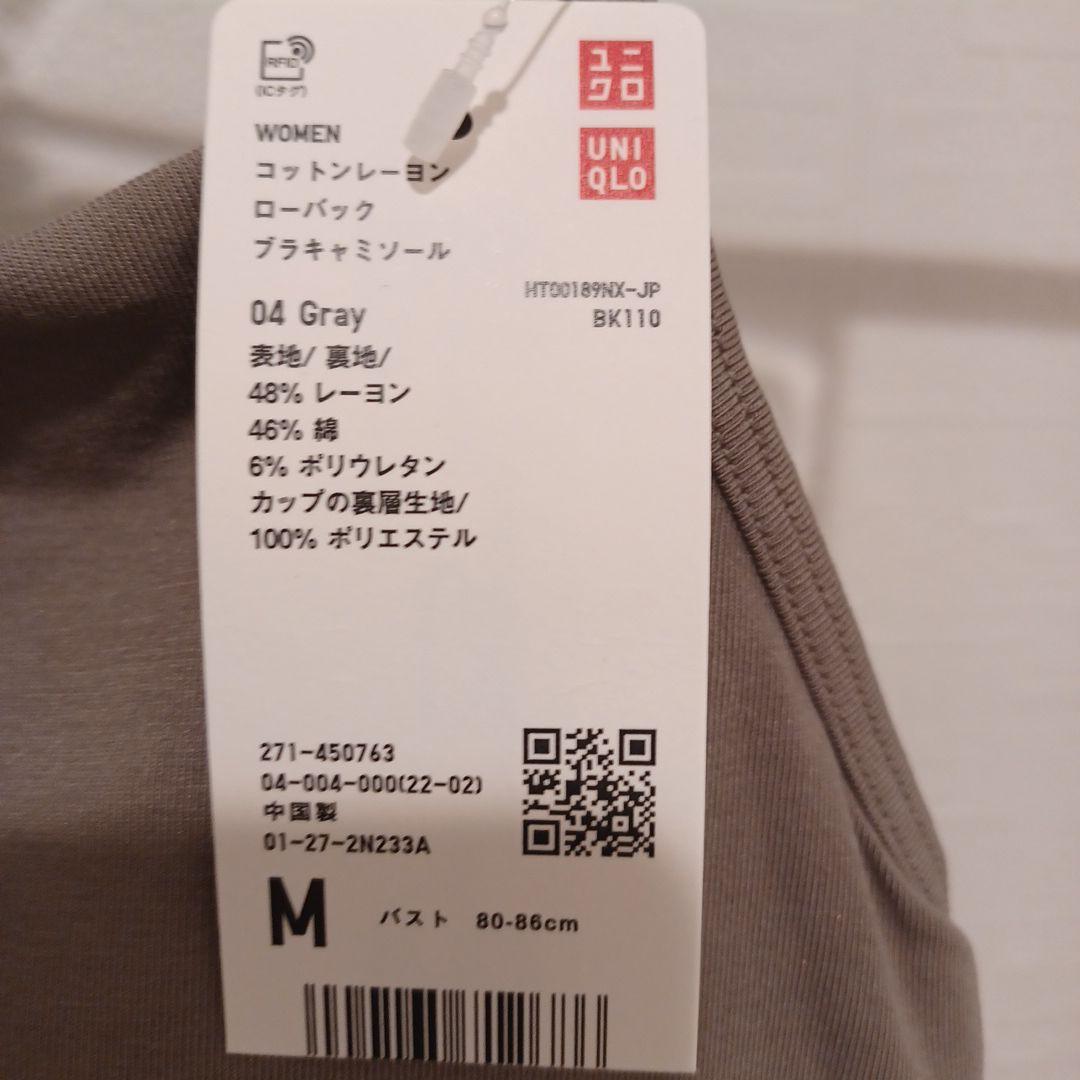 RFID
(ICタグ)
ユニ
クロ
UNI
QLO
WOMEN
コットンレーヨン
ローバック
ブラキャミソール
HT00189NX-JP
BK110
04 Gray
表地/ 裏地/
48% レーヨン
46% 綿
6% ポリウレタン
カップの裏層生地/
100% ポリエステル
271-450763
04-004-000(22-02)
中国製
01-27-2N233A
M バスト 80-86cm